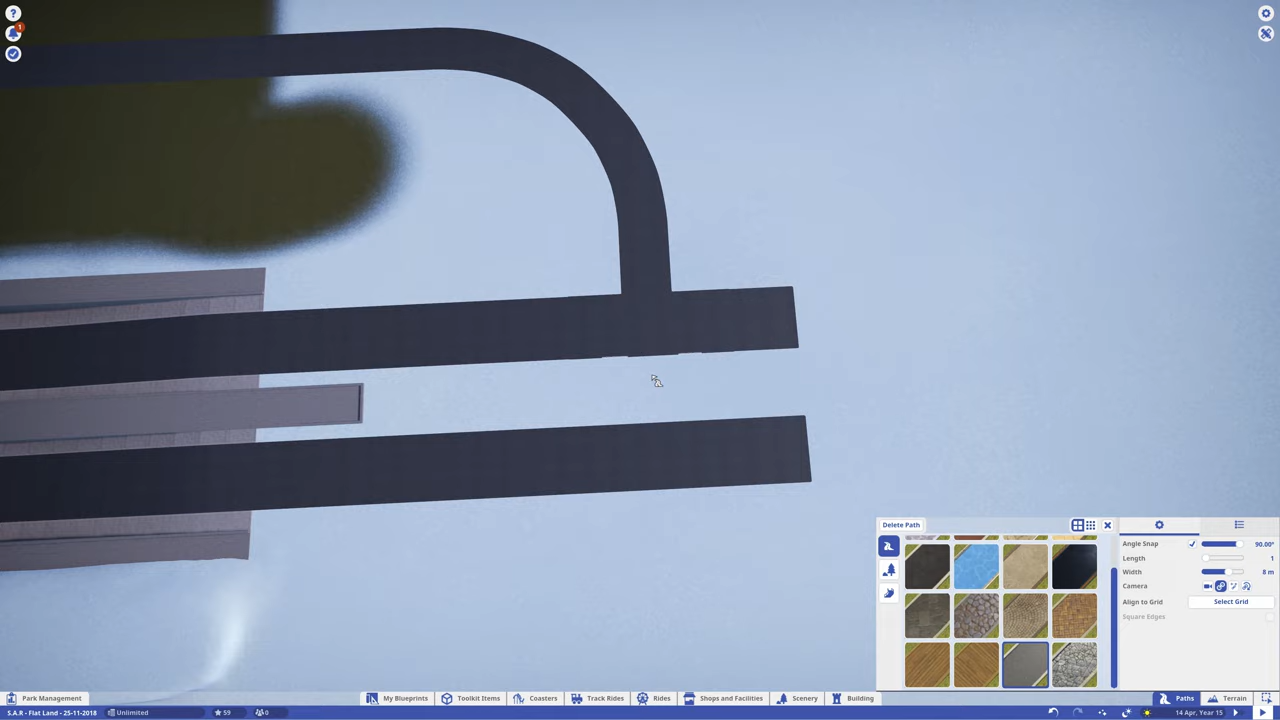 ?
1
Delete Path
Angle Snap 90.00°
Length 1
Width 8 m
Camera
Align to Grid Select Grid
Square Edges
Park Management My Blueprints Toolkit Items Coasters Track Rides Rides Shops and Facilities Scenery Building Paths Terrain
S.A.R - Flat Land - 25-11-2018 Unlimited 59 0 14 Apr, Year 15